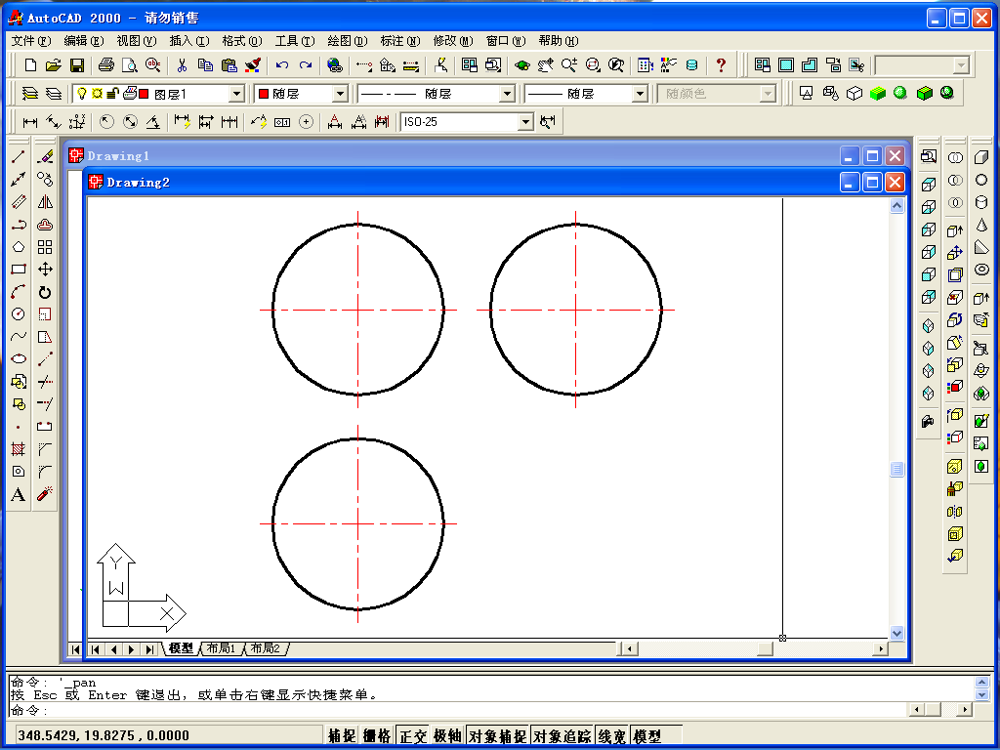 AutoCAD 2000 - 请勿销售
文件(F) 编辑(E) 视图(V) 插入(I) 格式(O) 工具(T) 绘图(D) 标注(N) 修改(M) 窗口(W) 帮助(H)
图层1 随层 随层 随层 随颜色
ISO-25
Drawing1
Drawing2
Y
W
X
模型 布局1 布局2
命令: '_pan
按 Esc 或 Enter 键退出，或单击右键显示快捷菜单。
命令:
348.5429, 19.8275 , 0.0000 捕捉 栅格 正交 极轴 对象捕捉 对象追踪 线宽 模型